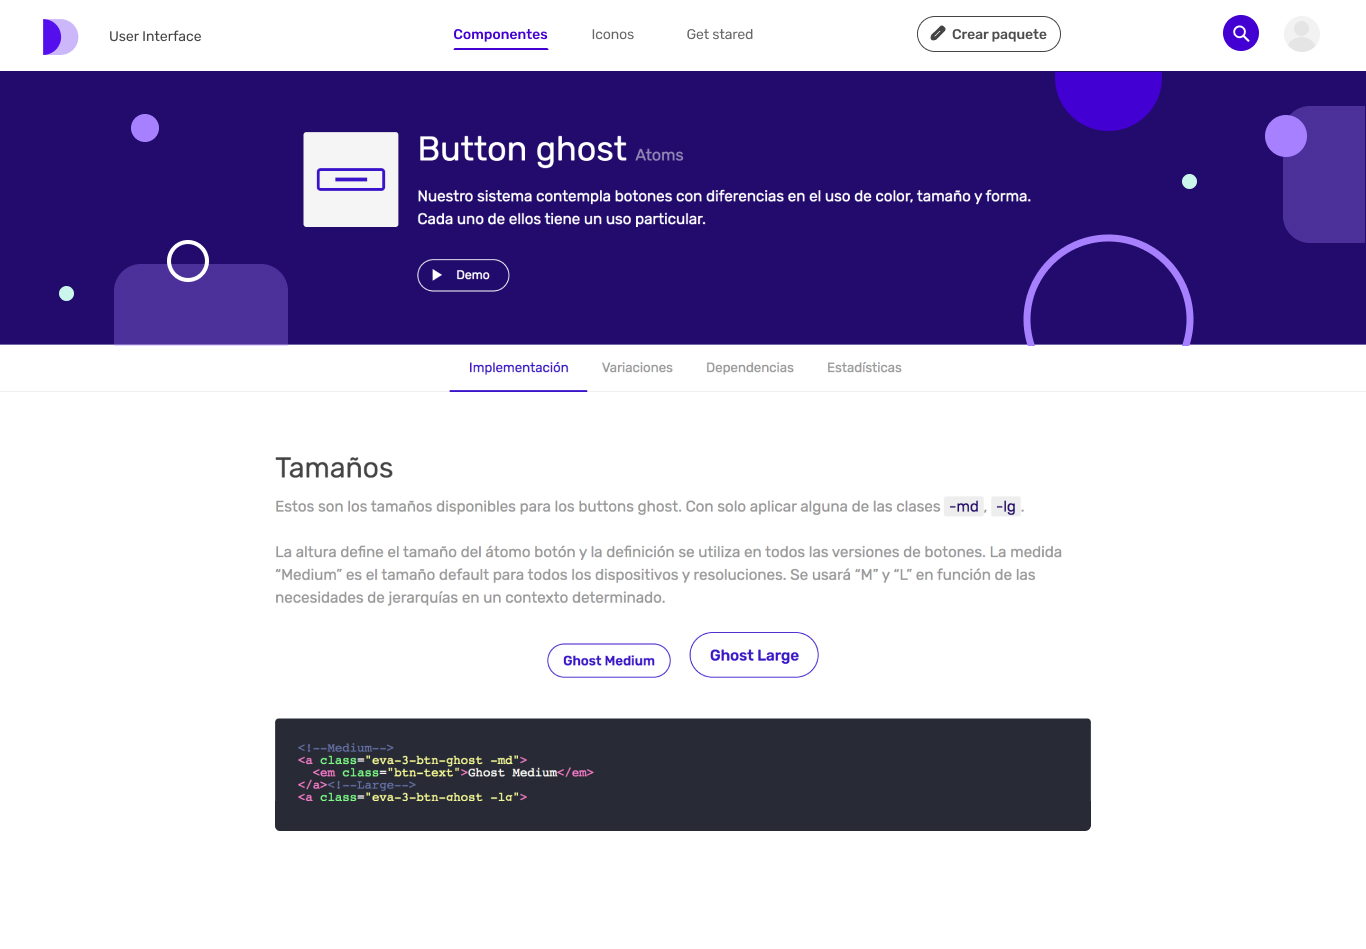 User Interface
Componentes
Iconos
Get stared
Crear paquete
Button ghost Atoms
Nuestro sistema contempla botones con diferencias en el uso de color, tamaño y forma.
Cada uno de ellos tiene un uso particular.
Demo
Implementación
Variaciones
Dependencias
Estadísticas
Tamaños
Estos son los tamaños disponibles para los buttons ghost. Con solo aplicar alguna de las clases -md, -lg.
La altura define el tamaño del átomo botón y la definición se utiliza en todos las versiones de botones. La medida
“Medium” es el tamaño default para todos los dispositivos y resoluciones. Se usará “M” y “L” en función de las
necesidades de jerarquías en un contexto determinado.
Ghost Medium
Ghost Large
<!--Medium-->
<a class="eva-3-btn-ghost -md">
<em class="btn-text">Ghost Medium</em>
</a><!--Large-->
<a class="eva-3-btn-ghost -lg">